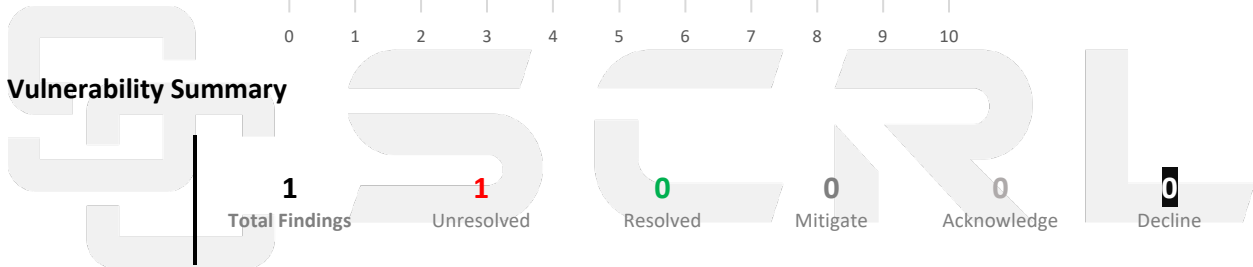 0 1 2 3 4 5 6 7 8 9 10
Vulnerability Summary
SCRL
1 1 0 0 0 0
Total Findings Unresolved Resolved Mitigate Acknowledge Decline